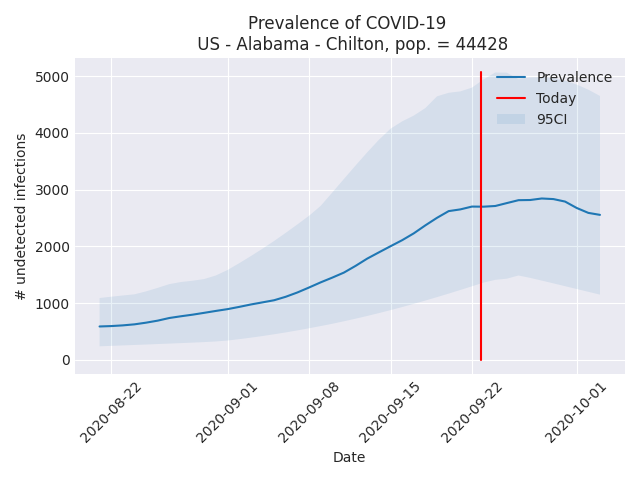 Prevalence of COVID-19
US - Alabama - Chilton, pop. = 44428
# undetected infections
5000
4000
3000
2000
1000
0
Prevalence
Today
95CI
2020-08-22
2020-09-01
2020-09-08
2020-09-15
2020-09-22
2020-10-01
Date